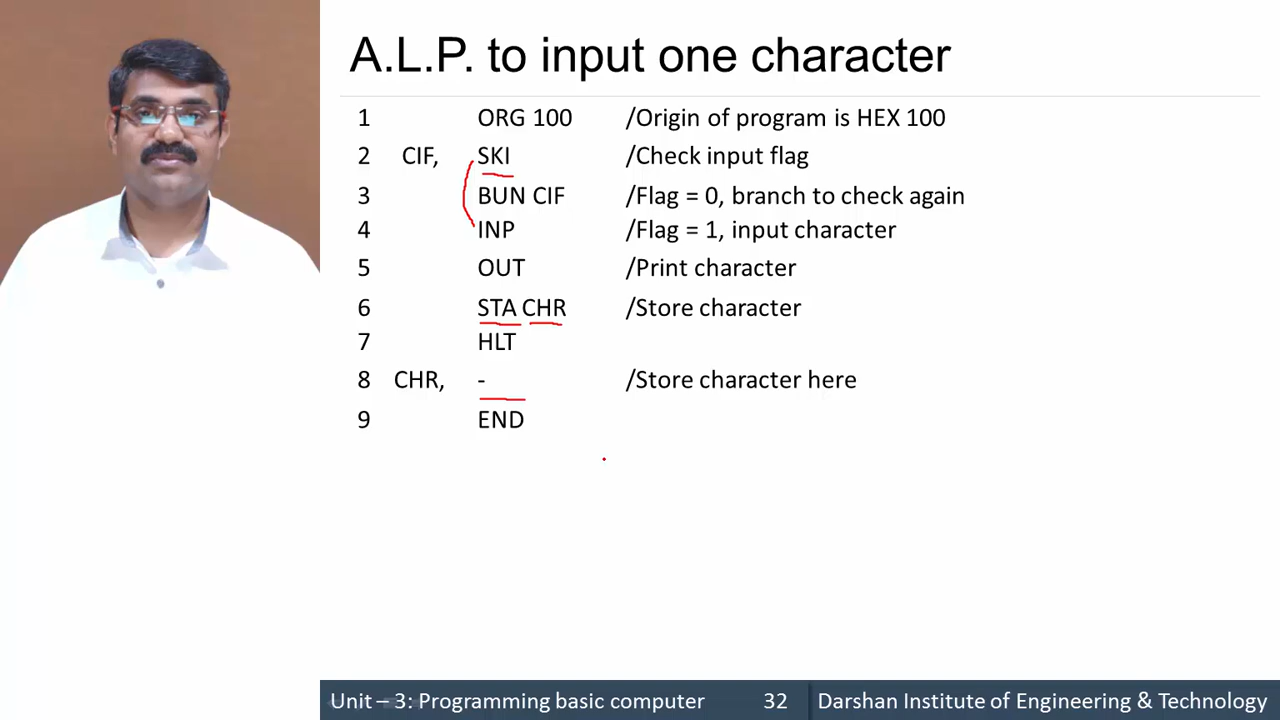 A.L.P. to input one character
1 ORG 100 /Origin of program is HEX 100
2 CIF, SKI /Check input flag
3 BUN CIF /Flag = 0, branch to check again
4 INP /Flag = 1, input character
5 OUT /Print character
6 STA CHR /Store character
7 HLT
8 CHR, - /Store character here
9 END
Unit – 3: Programming basic computer 32 Darshan Institute of Engineering & Technology